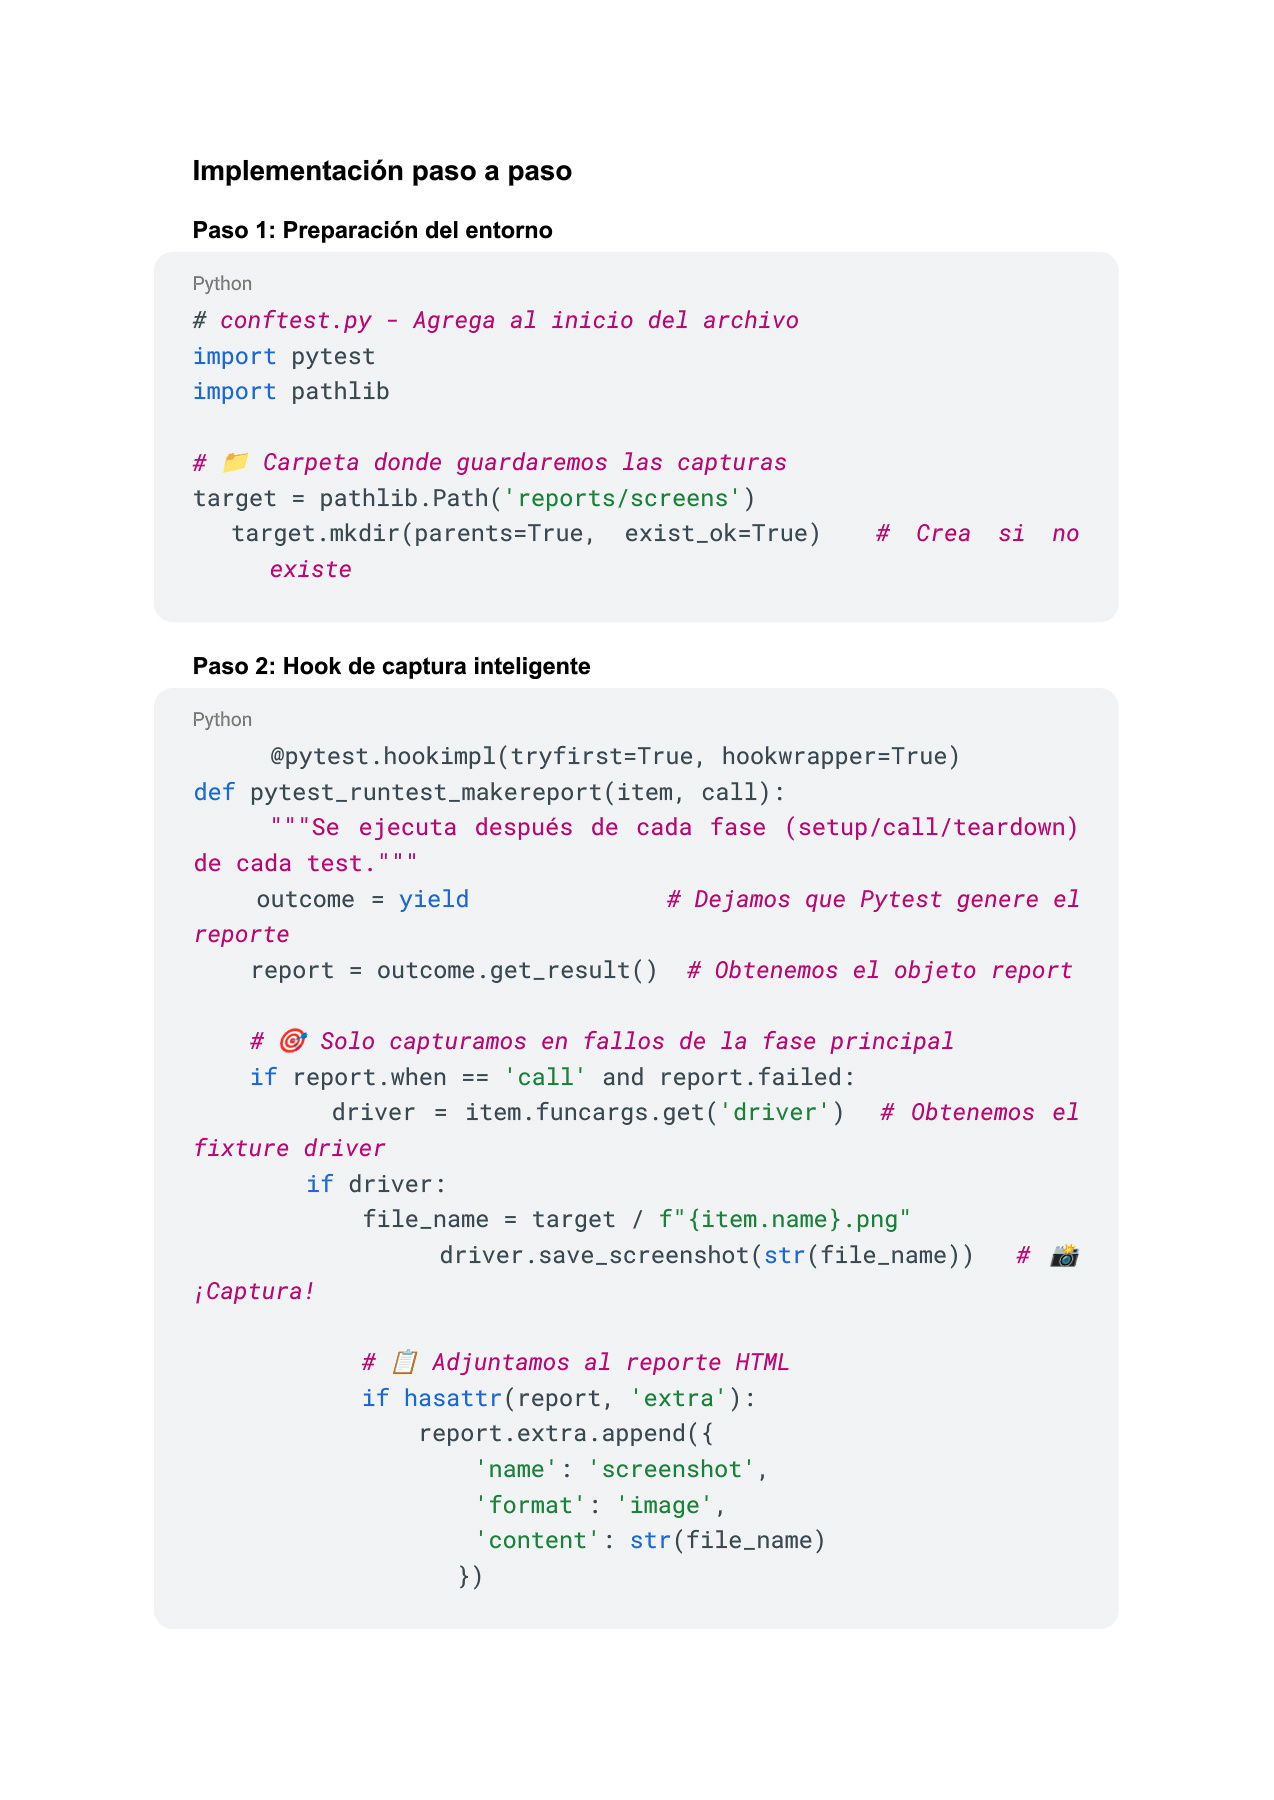 Implementación paso a paso
Paso 1: Preparación del entorno
Python
# conftest.py - Agrega al inicio del archivo
import pytest
import pathlib
# 📁 Carpeta donde guardaremos las capturas
target = pathlib.Path('reports/screens')
target.mkdir(parents=True, exist_ok=True) # Crea si no
existe
Paso 2: Hook de captura inteligente
Python
@pytest.hookimpl(tryfirst=True, hookwrapper=True)
def pytest_runtest_makereport(item, call):
"""Se ejecuta después de cada fase (setup/call/teardown)
de cada test."""
outcome = yield # Dejamos que Pytest genere el
reporte
report = outcome.get_result() # Obtenemos el objeto report
# 🎯 Solo capturamos en fallos de la fase principal
if report.when == 'call' and report.failed:
driver = item.funcargs.get('driver') # Obtenemos el
fixture driver
if driver:
file_name = target / f"{item.name}.png"
driver.save_screenshot(str(file_name)) # 📸
¡Captura!
# 📋 Adjuntamos al reporte HTML
if hasattr(report, 'extra'):
report.extra.append({
'name': 'screenshot',
'format': 'image',
'content': str(file_name)
})